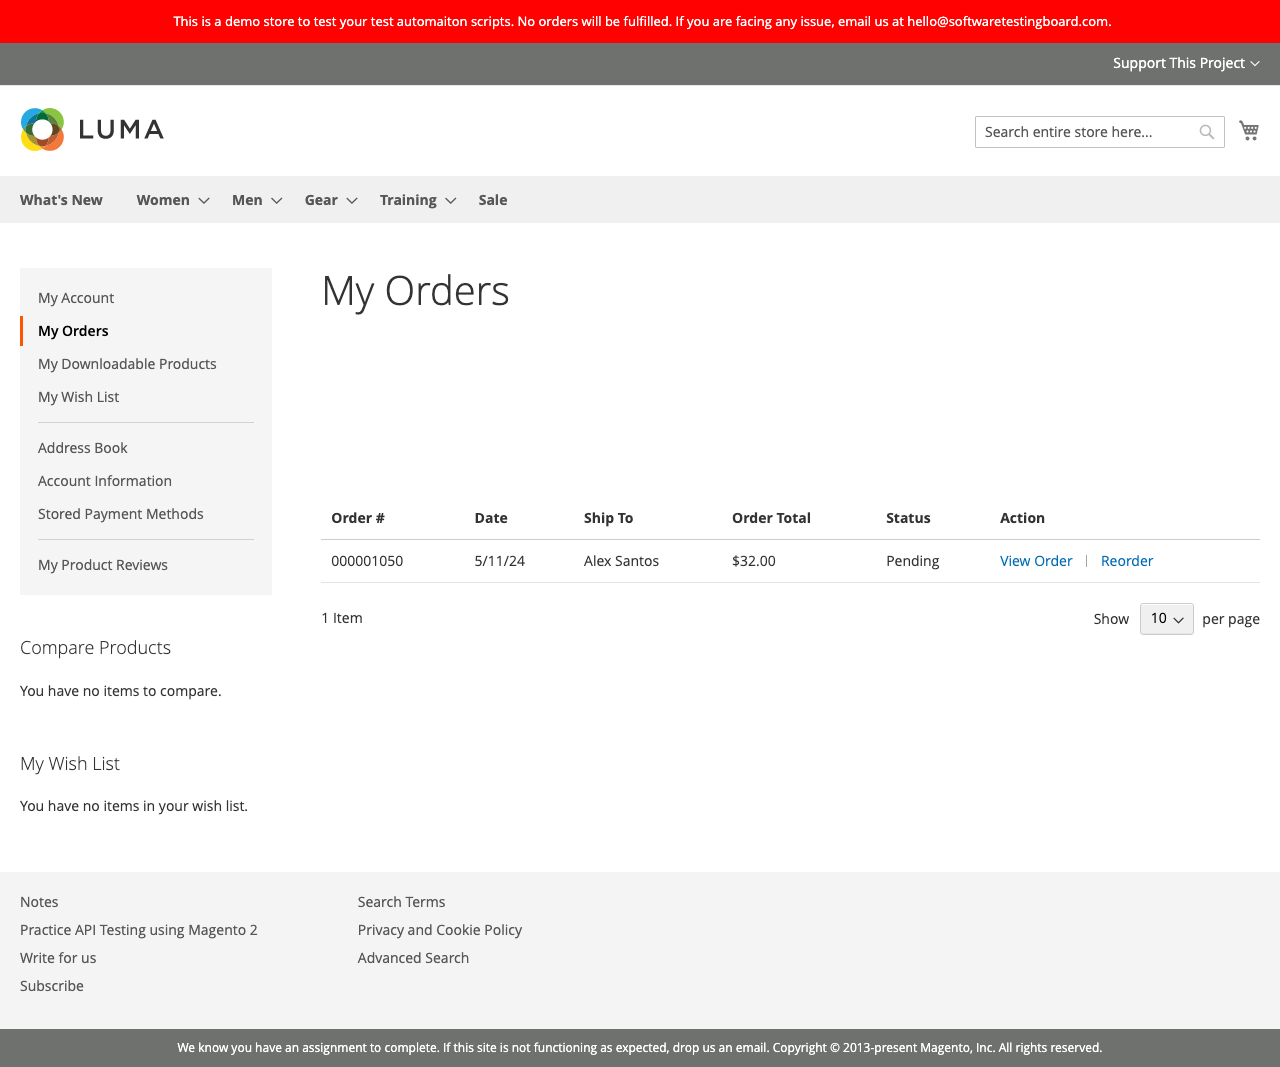 This is a demo store to test your test automaiton scripts. No orders will be fulfilled. If you are facing any issue, email us at hello@softwaretestingboard.com.
Support This Project
LUMA
Search entire store here...
What's New Women Men Gear Training Sale
My Account
My Orders
My Downloadable Products
My Wish List
Address Book
Account Information
Stored Payment Methods
My Product Reviews
Compare Products
You have no items to compare.
My Wish List
You have no items in your wish list.
My Orders
Order # Date Ship To Order Total Status Action
000001050 5/11/24 Alex Santos $32.00 Pending View Order Reorder
1 Item
Show 10 per page
Notes
Practice API Testing using Magento 2
Write for us
Subscribe
Search Terms
Privacy and Cookie Policy
Advanced Search
We know you have an assignment to complete. If this site is not functioning as expected, drop us an email. Copyright © 2013-present Magento, Inc. All rights reserved.